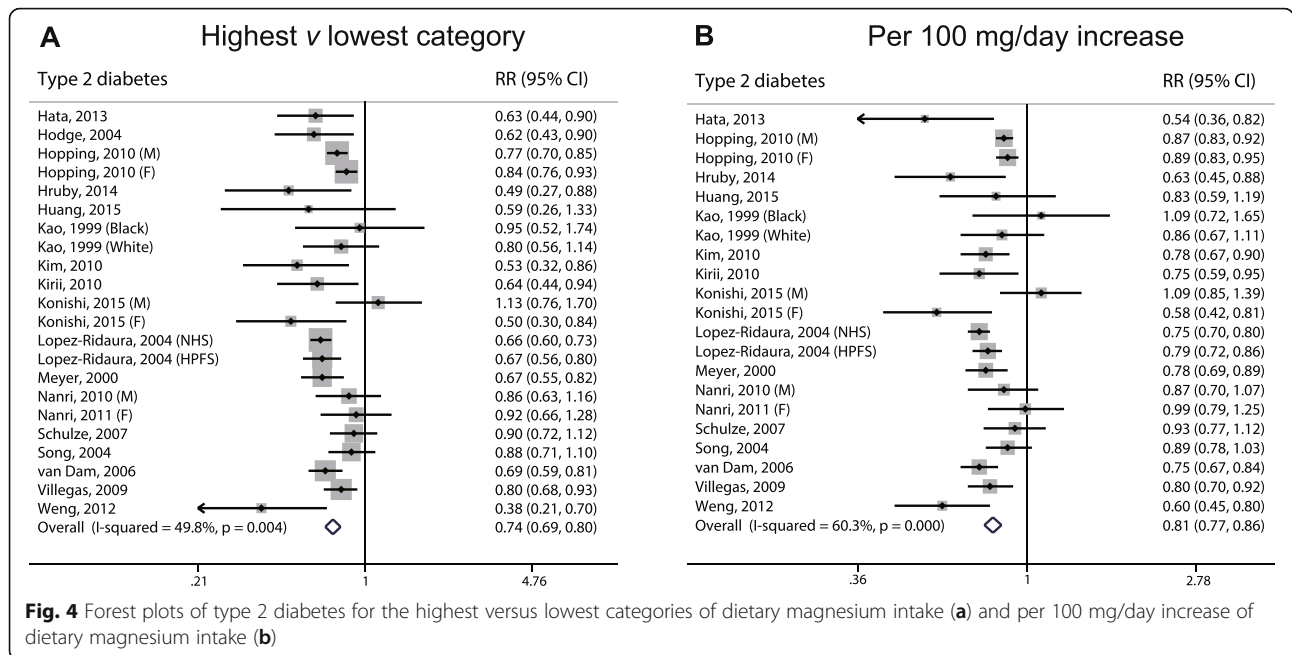 A Highest v lowest category
Type 2 diabetes RR (95% CI)
Hata, 2013 0.63 (0.44, 0.90)
Hodge, 2004 0.62 (0.43, 0.90)
Hopping, 2010 (M) 0.77 (0.70, 0.85)
Hopping, 2010 (F) 0.84 (0.76, 0.93)
Hruby, 2014 0.49 (0.27, 0.88)
Huang, 2015 0.59 (0.26, 1.33)
Kao, 1999 (Black) 0.95 (0.52, 1.74)
Kao, 1999 (White) 0.80 (0.56, 1.14)
Kim, 2010 0.53 (0.32, 0.86)
Kirii, 2010 0.64 (0.44, 0.94)
Konishi, 2015 (M) 1.13 (0.76, 1.70)
Konishi, 2015 (F) 0.50 (0.30, 0.84)
Lopez-Ridaura, 2004 (NHS) 0.66 (0.60, 0.73)
Lopez-Ridaura, 2004 (HPFS) 0.67 (0.56, 0.80)
Meyer, 2000 0.67 (0.55, 0.82)
Nanri, 2010 (M) 0.86 (0.63, 1.16)
Nanri, 2011 (F) 0.92 (0.66, 1.28)
Schulze, 2007 0.90 (0.72, 1.12)
Song, 2004 0.88 (0.71, 1.10)
van Dam, 2006 0.69 (0.59, 0.81)
Villegas, 2009 0.80 (0.68, 0.93)
Weng, 2012 0.38 (0.21, 0.70)
Overall (I-squared = 49.8%, p = 0.004) 0.74 (0.69, 0.80)
.21 1 4.76
B Per 100 mg/day increase
Type 2 diabetes RR (95% CI)
Hata, 2013 0.54 (0.36, 0.82)
Hopping, 2010 (M) 0.87 (0.83, 0.92)
Hopping, 2010 (F) 0.89 (0.83, 0.95)
Hruby, 2014 0.63 (0.45, 0.88)
Huang, 2015 0.83 (0.59, 1.19)
Kao, 1999 (Black) 1.09 (0.72, 1.65)
Kao, 1999 (White) 0.86 (0.67, 1.11)
Kim, 2010 0.78 (0.67, 0.90)
Kirii, 2010 0.75 (0.59, 0.95)
Konishi, 2015 (M) 1.09 (0.85, 1.39)
Konishi, 2015 (F) 0.58 (0.42, 0.81)
Lopez-Ridaura, 2004 (NHS) 0.75 (0.70, 0.80)
Lopez-Ridaura, 2004 (HPFS) 0.79 (0.72, 0.86)
Meyer, 2000 0.78 (0.69, 0.89)
Nanri, 2010 (M) 0.87 (0.70, 1.07)
Nanri, 2011 (F) 0.99 (0.79, 1.25)
Schulze, 2007 0.93 (0.77, 1.12)
Song, 2004 0.89 (0.78, 1.03)
van Dam, 2006 0.75 (0.67, 0.84)
Villegas, 2009 0.80 (0.70, 0.92)
Weng, 2012 0.60 (0.45, 0.80)
Overall (I-squared = 60.3%, p = 0.000) 0.81 (0.77, 0.86)
.36 1 2.78
Fig. 4 Forest plots of type 2 diabetes for the highest versus lowest categories of dietary magnesium intake (a) and per 100 mg/day increase of
dietary magnesium intake (b)